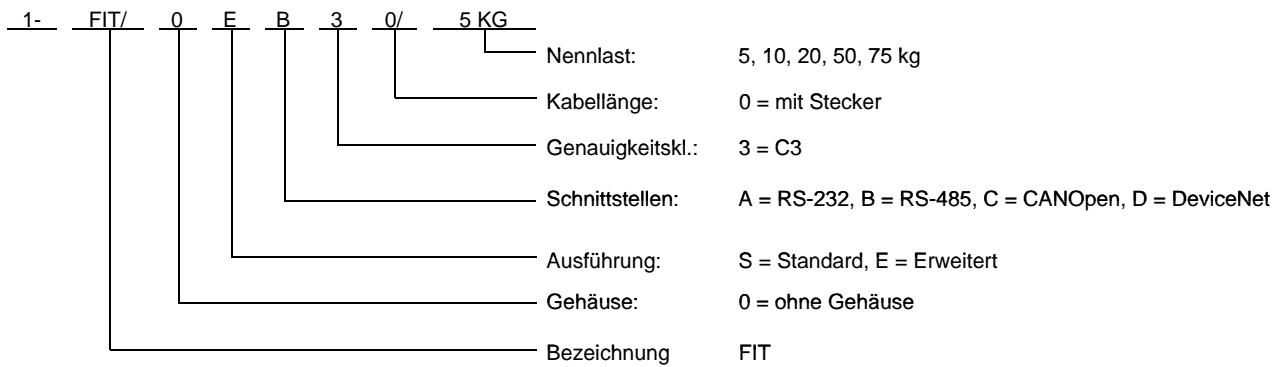 1- FIT/ 0 E B 3 0/ 5 KG
Nennlast: 5, 10, 20, 50, 75 kg
Kabellänge: 0 = mit Stecker
Genauigkeitskl.: 3 = C3
Schnittstellen: A = RS-232, B = RS-485, C = CANOpen, D = DeviceNet
Ausführung: S = Standard, E = Erweitert
Gehäuse: 0 = ohne Gehäuse
Bezeichnung FIT